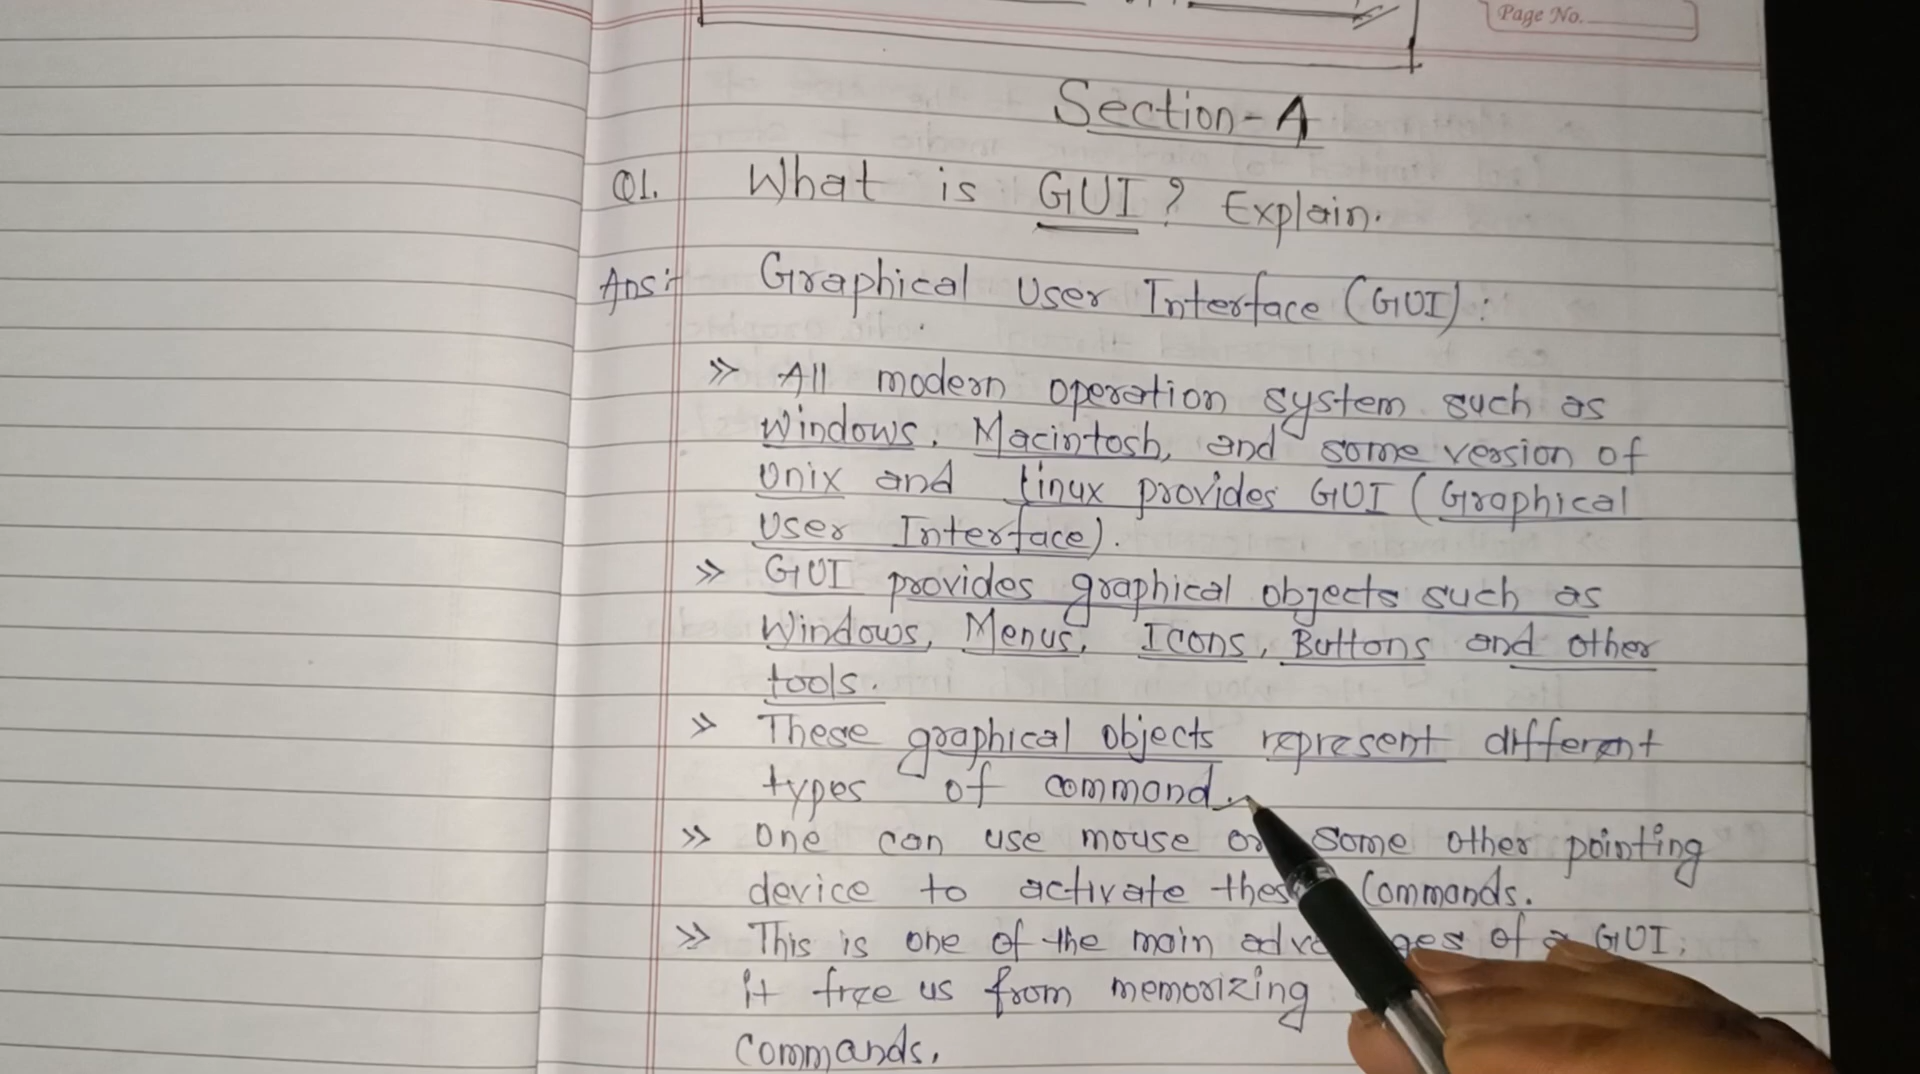 Page No.
Section-A
Q1. What is GUI? Explain.
Ans:- Graphical User Interface (GUI):
>> All modern operation system such as
Windows, Macintosh, and some version of
Unix and Linux provides GUI (Graphical
User Interface).
>> GUI provides graphical objects such as
Windows, Menus, Icons, Buttons and other
tools.
>> These graphical objects represent different
types of command.
>> One can use mouse or some other pointing
device to activate these Commands.
>> This is one of the main of a GUI;
it free us from memorizing
Commands.